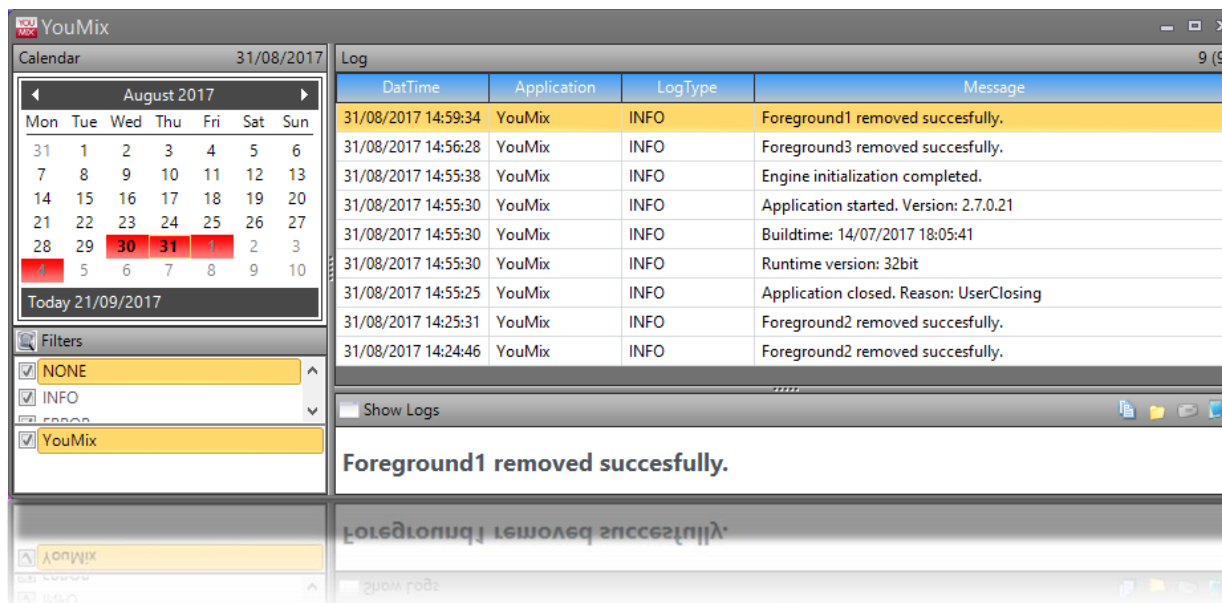 YOU MIX YouMix
Calendar 31/08/2017
August 2017
Mon Tue Wed Thu Fri Sat Sun
31 1 2 3 4 5 6
7 8 9 10 11 12 13
14 15 16 17 18 19 20
21 22 23 24 25 26 27
28 29 30 31 1 2 3
4 5 6 7 8 9 10
Today 21/09/2017
Filters
NONE
INFO
ERROR
YouMix
Log 9 (9
DatTime Application LogType Message
31/08/2017 14:59:34 YouMix INFO Foreground1 removed succesfully.
31/08/2017 14:56:28 YouMix INFO Foreground3 removed succesfully.
31/08/2017 14:55:38 YouMix INFO Engine initialization completed.
31/08/2017 14:55:30 YouMix INFO Application started. Version: 2.7.0.21
31/08/2017 14:55:30 YouMix INFO Buildtime: 14/07/2017 18:05:41
31/08/2017 14:55:30 YouMix INFO Runtime version: 32bit
31/08/2017 14:55:25 YouMix INFO Application closed. Reason: UserClosing
31/08/2017 14:25:31 YouMix INFO Foreground2 removed succesfully.
31/08/2017 14:24:46 YouMix INFO Foreground2 removed succesfully.
Show Logs
Foreground1 removed succesfully.